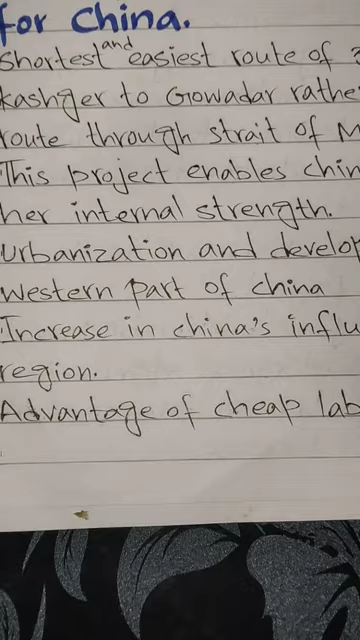 for China.
Shortest and easiest route of
Kashger to Gowadar rathe
route through strait of M
This project enables chin
her internal strength.
Urbanization and develop
Western part of china
Increase in china's influ
region.
Advantage of cheap lab